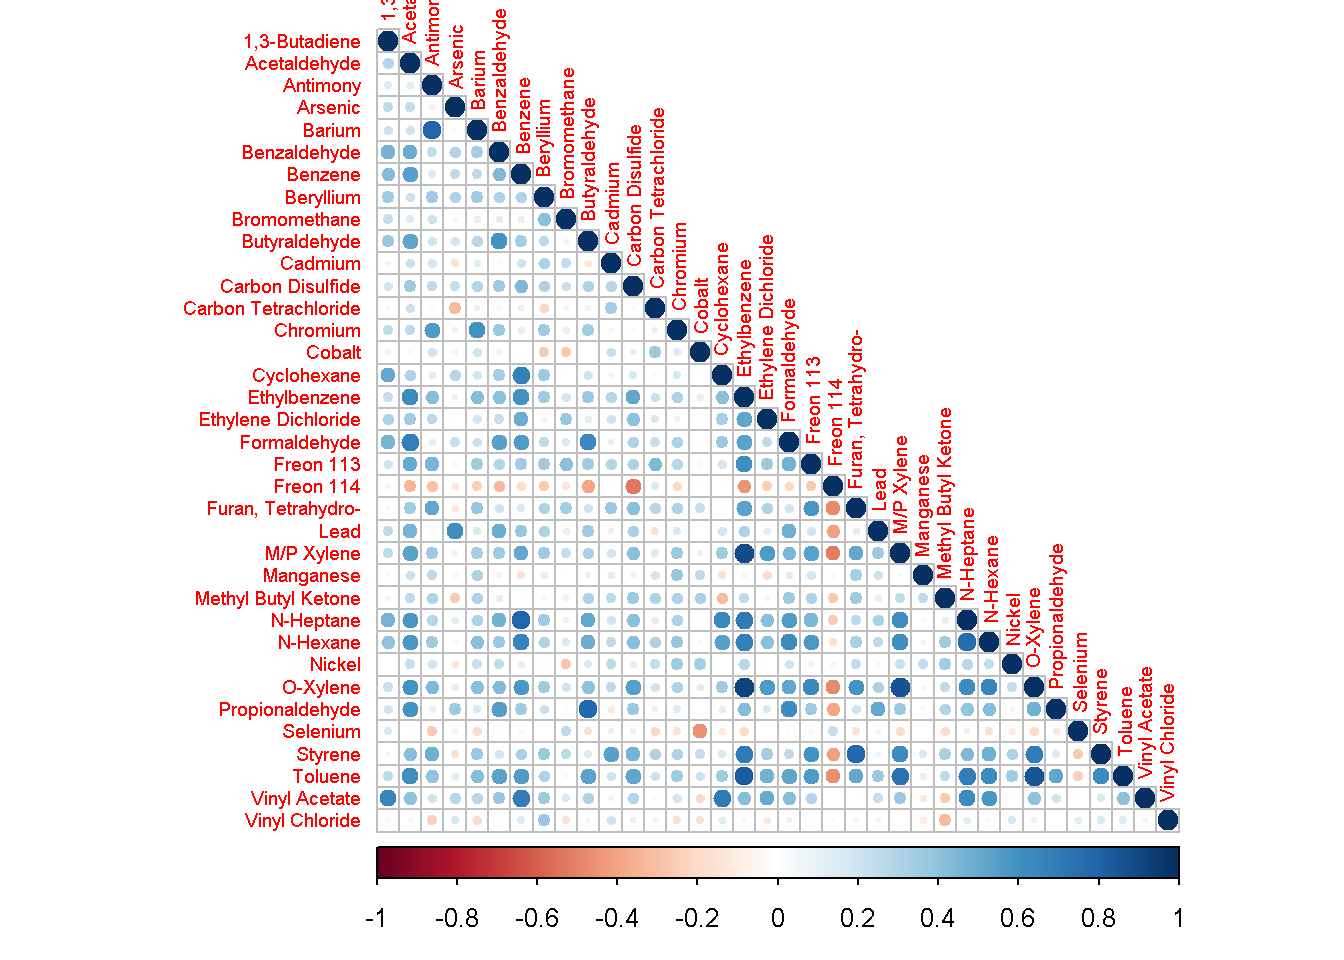 1,3-Butadiene
Acetaldehyde
Antimony
Arsenic
Barium
Benzaldehyde
Benzene
Beryllium
Bromomethane
Butyraldehyde
Cadmium
Carbon Disulfide
Carbon Tetrachloride
Chromium
Cobalt
Cyclohexane
Ethylbenzene
Ethylene Dichloride
Formaldehyde
Freon 113
Freon 114
Furan, Tetrahydro-
Lead
M/P Xylene
Manganese
Methyl Butyl Ketone
N-Heptane
N-Hexane
Nickel
O-Xylene
Propionaldehyde
Selenium
Styrene
Toluene
Vinyl Acetate
Vinyl Chloride
1,3
Aceta
Antimon
Arsenic
Barium
Benzaldehyde
Benzene
Beryllium
Bromomethane
Butyraldehyde
Cadmium
Carbon Disulfide
Carbon Tetrachloride
Chromium
Cobalt
Cyclohexane
Ethylbenzene
Ethylene Dichloride
Formaldehyde
Freon 113
Freon 114
Furan, Tetrahydro-
Lead
M/P Xylene
Manganese
Methyl Butyl Ketone
N-Heptane
N-Hexane
Nickel
O-Xylene
Propionaldehyde
Selenium
Styrene
Toluene
Vinyl Acetate
Vinyl Chloride
-1 -0.8 -0.6 -0.4 -0.2 0 0.2 0.4 0.6 0.8 1